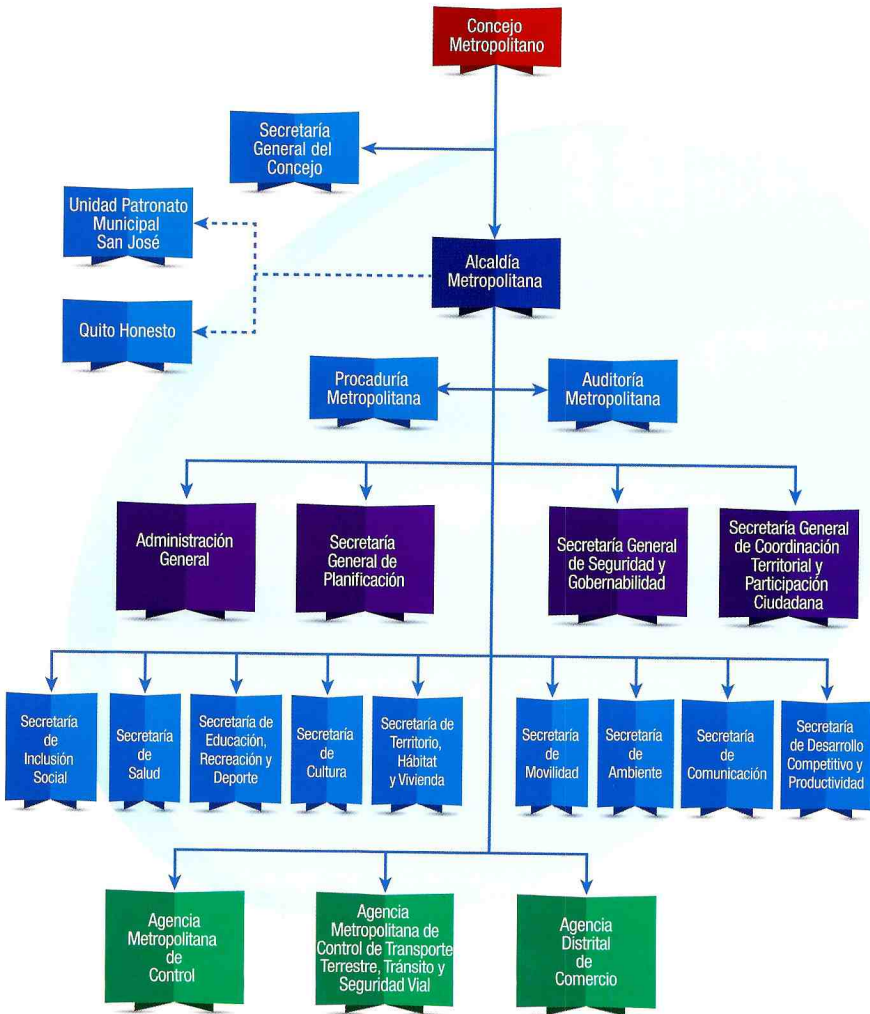 Concejo
Metropolitano
Secretaría
General del
Concejo
Unidad Patronato
Municipal
San José
Alcaldía
Metropolitana
Quito Honesto
Procaduría
Metropolitana
Auditoría
Metropolitana
Administración
General
Secretaría
General de
Planificación
Secretaría General
de Seguridad y
Gobernabilidad
Secretaría General
de Coordinación
Territorial y
Participación
Ciudadana
Secretaría
de
Inclusión
Social
Secretaría
de
Salud
Secretaría de
Educación,
Recreación y
Deporte
Secretaría
de
Cultura
Secretaría de
Territorio,
Hábitat
y Vivienda
Secretaría
de
Movilidad
Secretaría
de
Ambiente
Secretaría
de
Comunicación
Secretaría
de Desarrollo
Competitivo y
Productividad
Agencia
Metropolitana
de
Control
Agencia
Metropolitana de
Control de Transporte
Terrestre, Tránsito y
Seguridad Vial
Agencia
Distrital
de
Comercio